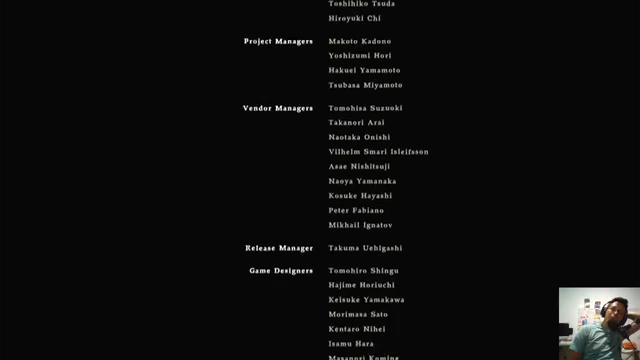 Toshihiko Tsuda
Hiroyuki Chi
Project Managers Makoto Kadono
Yoshizumi Hori
Hakuei Yamamoto
Tsubasa Miyamoto
Vendor Managers Tomohisa Suzuoki
Takanori Arai
Naotaka Onishi
Vilhelm Smari Isleifsson
Asae Nishitsuji
Naoya Yamanaka
Kosuke Hayashi
Peter Fabiano
Mikhail Ignatov
Release Manager Takuma Uehigashi
Game Designers Tomohiro Shingu
Hajime Horiuchi
Keisuke Yamakawa
Morimasa Sato
Kentaro Nihei
Isamu Hara
Masanori Komine